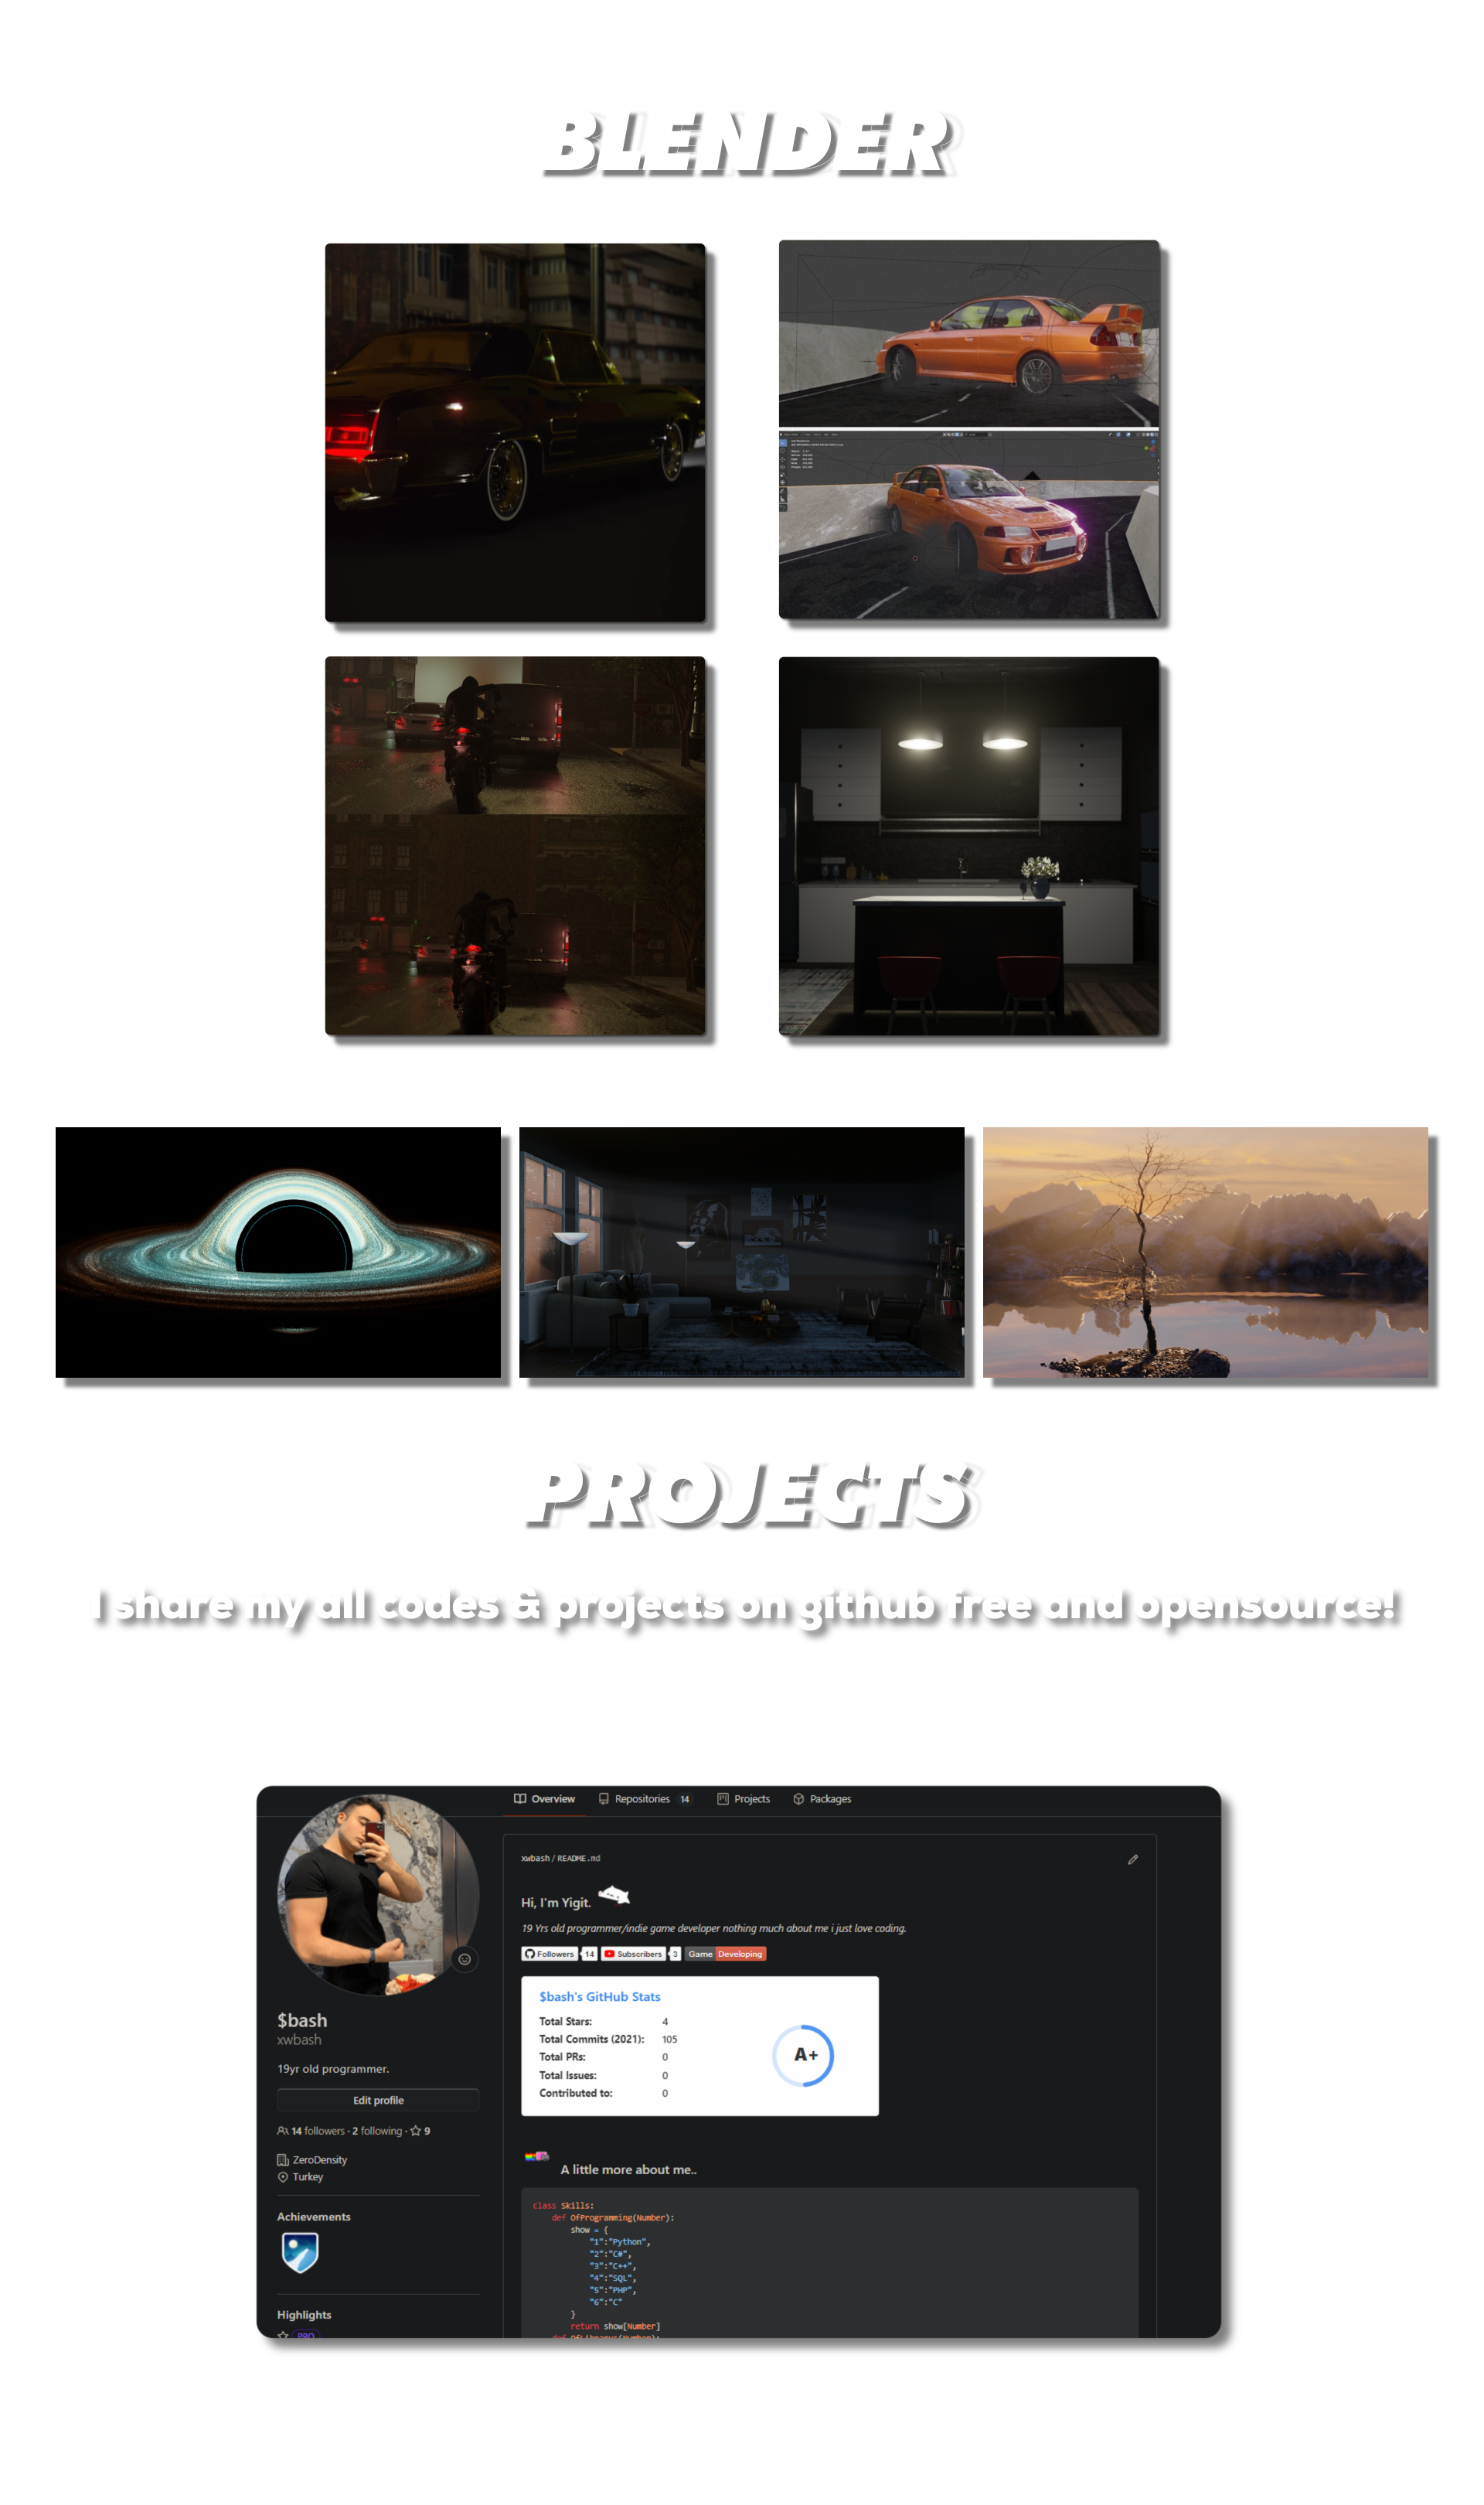 BLENDER
PROJECTS
I share my all codes & projects on github free and opensource!
Overview Repositories 14 Projects Packages
xwbash / README.md
Hi, I'm Yigit.
19 Yrs old programmer/indie game developer nothing much about me i just love coding.
Followers 14 Subscribers 3 Game Developing
$bash's GitHub Stats
Total Stars: 4
Total Commits (2021): 105
Total PRs: 0
Total Issues: 0
Contributed to: 0
A+
$bash
xwbash
19yr old programmer.
Edit profile
14 followers · 2 following · 9
ZeroDensity
Turkey
Achievements
Highlights
PRO
A little more about me..
class Skills:
def OfProgramming(Number):
show = {
"1":"Python",
"2":"C#",
"3":"C++",
"4":"SQL",
"5":"PHP",
"6":"C"
}
return show[Number]